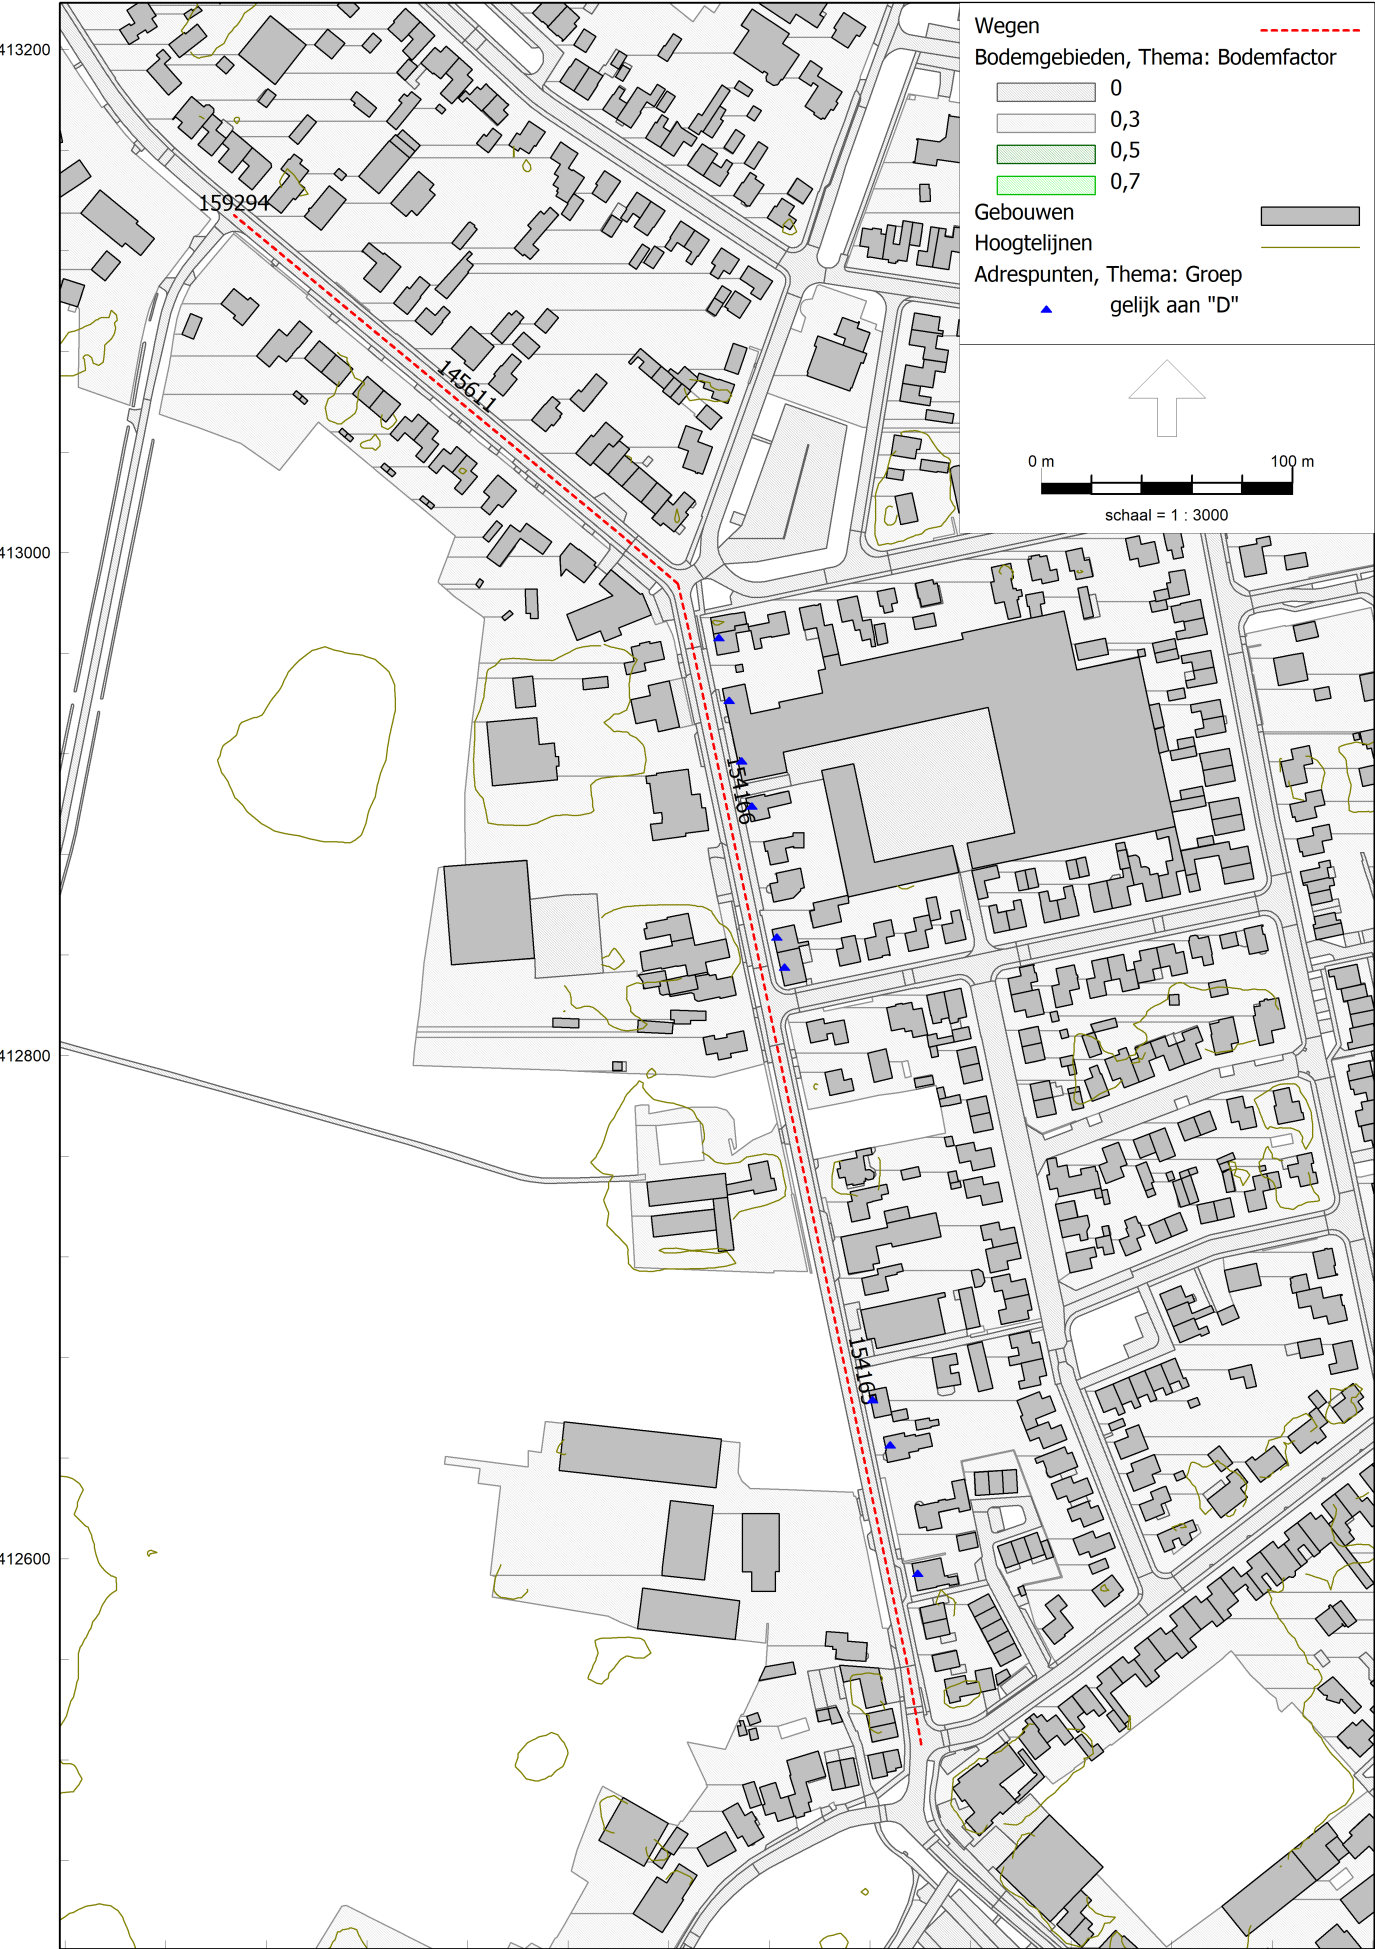 Wegen
Bodemgebieden, Thema: Bodemfactor
0
0,3
0,5
0,7
Gebouwen
Hoogtelijnen
Adrespunten, Thema: Groep
gelijk aan "D"
0 m 100 m
schaal = 1 : 3000
413200
159294
145611
413000
154166
412800
154165
412600